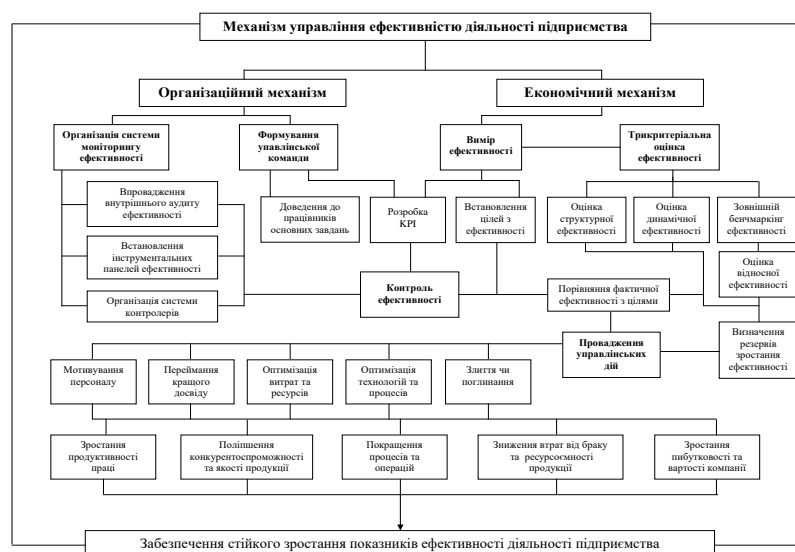 Механізм управління ефективністю діяльності підприємства
Організаційний механізм
Економічний механізм
Організація системи
моніторингу
ефективності
Формування
упавлінської
команди
Вимір
ефективності
Трикритеріальна
оцінка
ефективності
Впровадження
внутрішнього аудиту
ефективності
Доведення до
працівників
основних завдань
Розробка
KPI
Встановлення
цілей з
ефективності
Оцінка
структурної
ефективності
Оцінка
динамічної
ефективності
Зовнішній
бенчмаркінг
ефективності
Встановлення
інструментальних
панелей ефективності
Оцінка
відносної
ефективності
Організація системи
контролерів
Контроль
ефективності
Порівняння фактичної
ефективності з цілями
Провадження
управлінських
дій
Визначення
резервів
зростання
ефективності
Мотивування
персоналу
Переймання
кращого
досвіду
Оптимізація
витрат та
ресурсів
Оптимізація
технологій та
процесів
Злиття чи
поглинання
Зростання
продуктивності
праці
Поліпшення
конкурентоспроможності
та якості продукції
Покращення
процесів та
операцій
Зниження втрат від браку
та ресурсоємності
продукції
Зростання
пибутковості та
вартості компанії
Забезпечення стійкого зростання показників ефективності діяльності підприємства